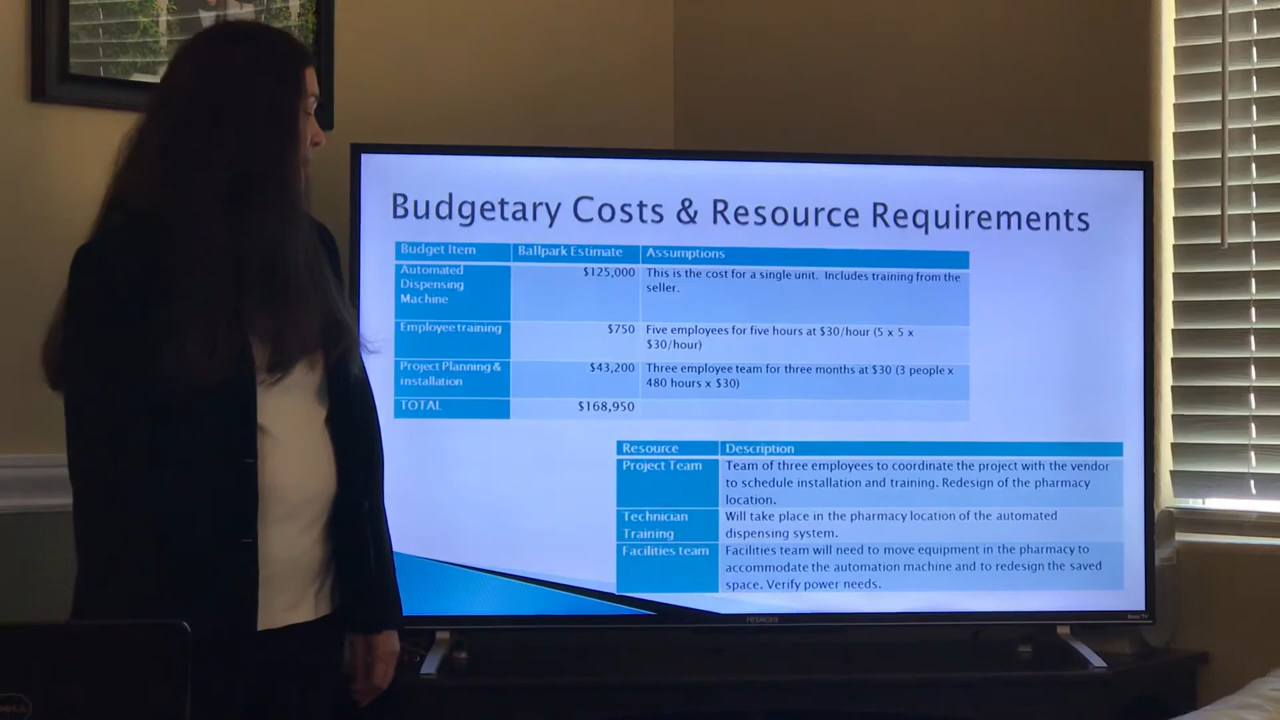 Budgetary Costs & Resource Requirements
Budget Item Ballpark Estimate Assumptions
Automated
Dispensing
Machine
$125,000
This is the cost for a single unit. Includes training from the
seller.
Employee training
$750
Five employees for five hours at $30/hour (5 x 5 x
$30/hour)
Project Planning &
installation
$43,200
Three employee team for three months at $30 (3 people x
480 hours x $30)
TOTAL
$168,950
Resource Description
Project Team
Team of three employees to coordinate the project with the vendor
to schedule installation and training. Redesign of the pharmacy
location.
Technician
Training
Will take place in the pharmacy location of the automated
dispensing system.
Facilities team
Facilities team will need to move equipment in the pharmacy to
accommodate the automation machine and to redesign the saved
space. Verify power needs.
HITACHI
Roku TV
DELL